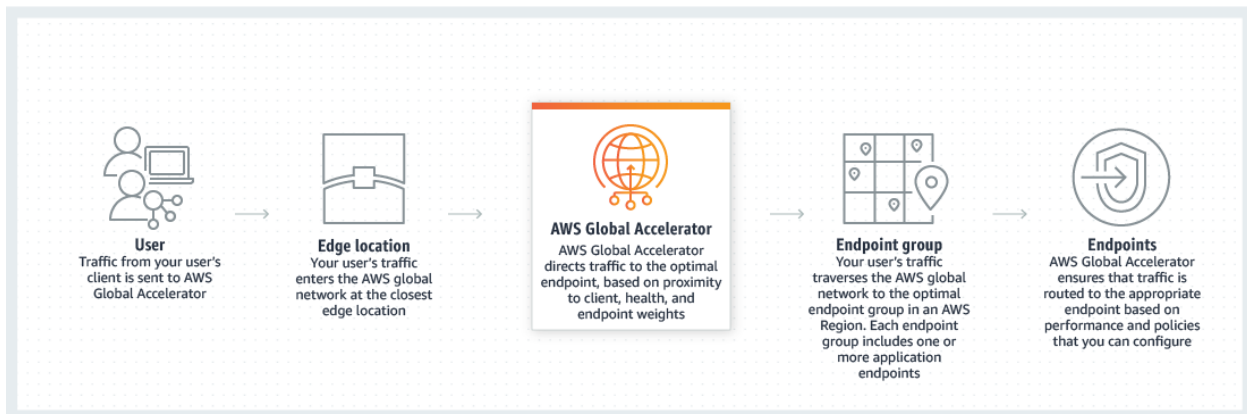 User
Traffic from your user's
client is sent to AWS
Global Accelerator
Edge location
Your user's traffic
enters the AWS global
network at the closest
edge location
AWS Global Accelerator
AWS Global Accelerator
directs traffic to the optimal
endpoint, based on proximity
to client, health, and
endpoint weights
Endpoint group
Your user's traffic
traverses the AWS global
network to the optimal
endpoint group in an AWS
Region. Each endpoint
group includes one or
more application
endpoints
Endpoints
AWS Global Accelerator
ensures that traffic is
routed to the appropriate
endpoint based on
performance and policies
that you can configure